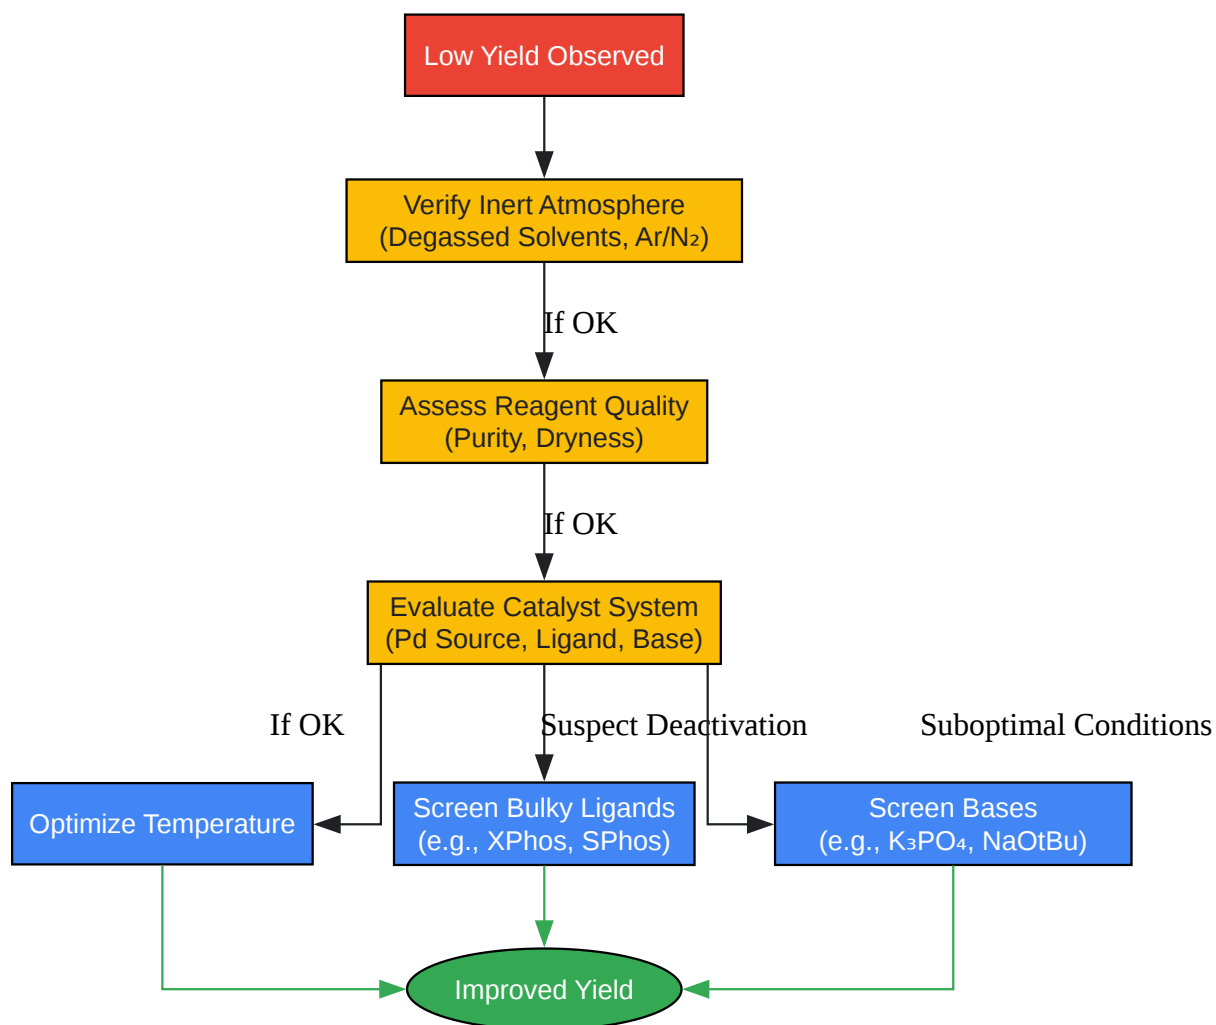 Low Yield Observed
Verify Inert Atmosphere
(Degassed Solvents, Ar/N₂)
If OK
Assess Reagent Quality
(Purity, Dryness)
If OK
Evaluate Catalyst System
(Pd Source, Ligand, Base)
If OK
Suspect Deactivation
Suboptimal Conditions
Optimize Temperature
Screen Bulky Ligands
(e.g., XPhos, SPhos)
Screen Bases
(e.g., K₃PO₄, NaOtBu)
Improved Yield